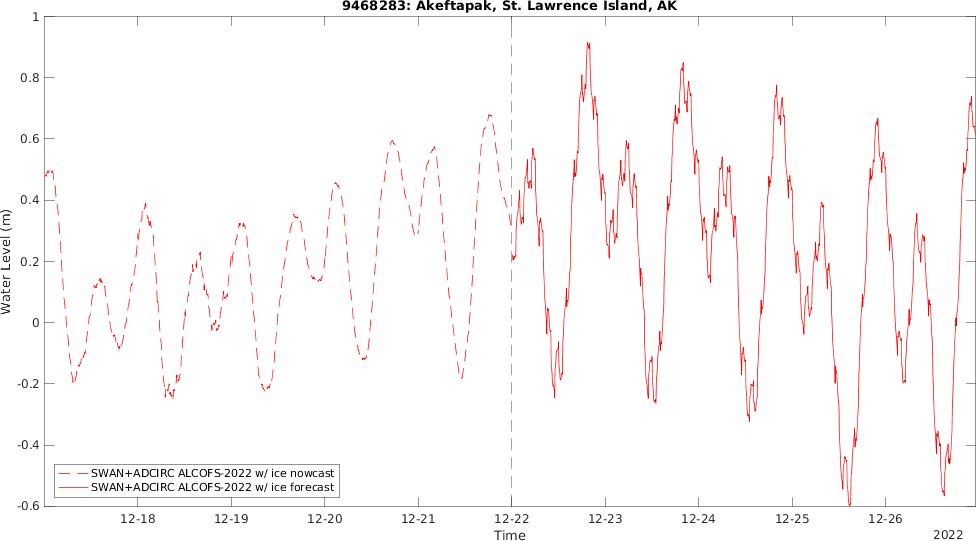 9468283: Akeftapak, St. Lawrence Island, AK
1
0.8
0.6
0.4
0.2
0
-0.2
-0.4
-0.6
Water Level (m)
SWAN+ADCIRC ALCOFS-2022 w/ ice nowcast
SWAN+ADCIRC ALCOFS-2022 w/ ice forecast
12-18 12-19 12-20 12-21 12-22 12-23 12-24 12-25 12-26
Time
2022